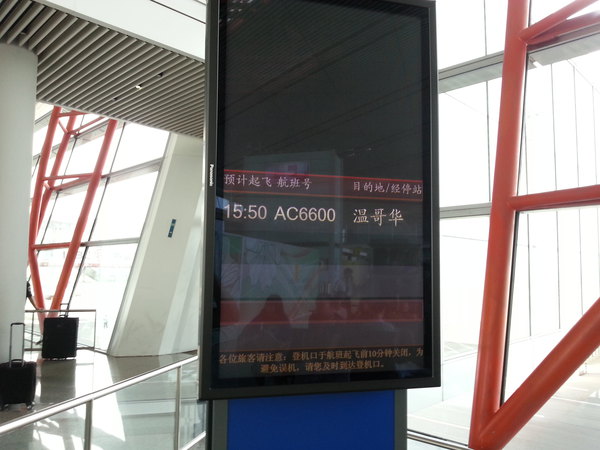 Panasonic
预计起飞 航班号 目的地/经停站
15:50 AC6600 温哥华
各位旅客请注意：登机口于航班起飞前10分钟关闭，为
避免误机，请您及时到达登机口。